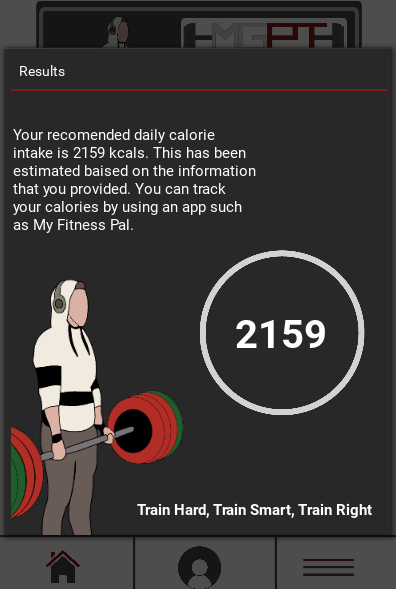 MGPT
Results
Your recomended daily calorie
intake is 2159 kcals. This has been
estimated baised on the information
that you provided. You can track
your calories by using an app such
as My Fitness Pal.
2159
Train Hard, Train Smart, Train Right